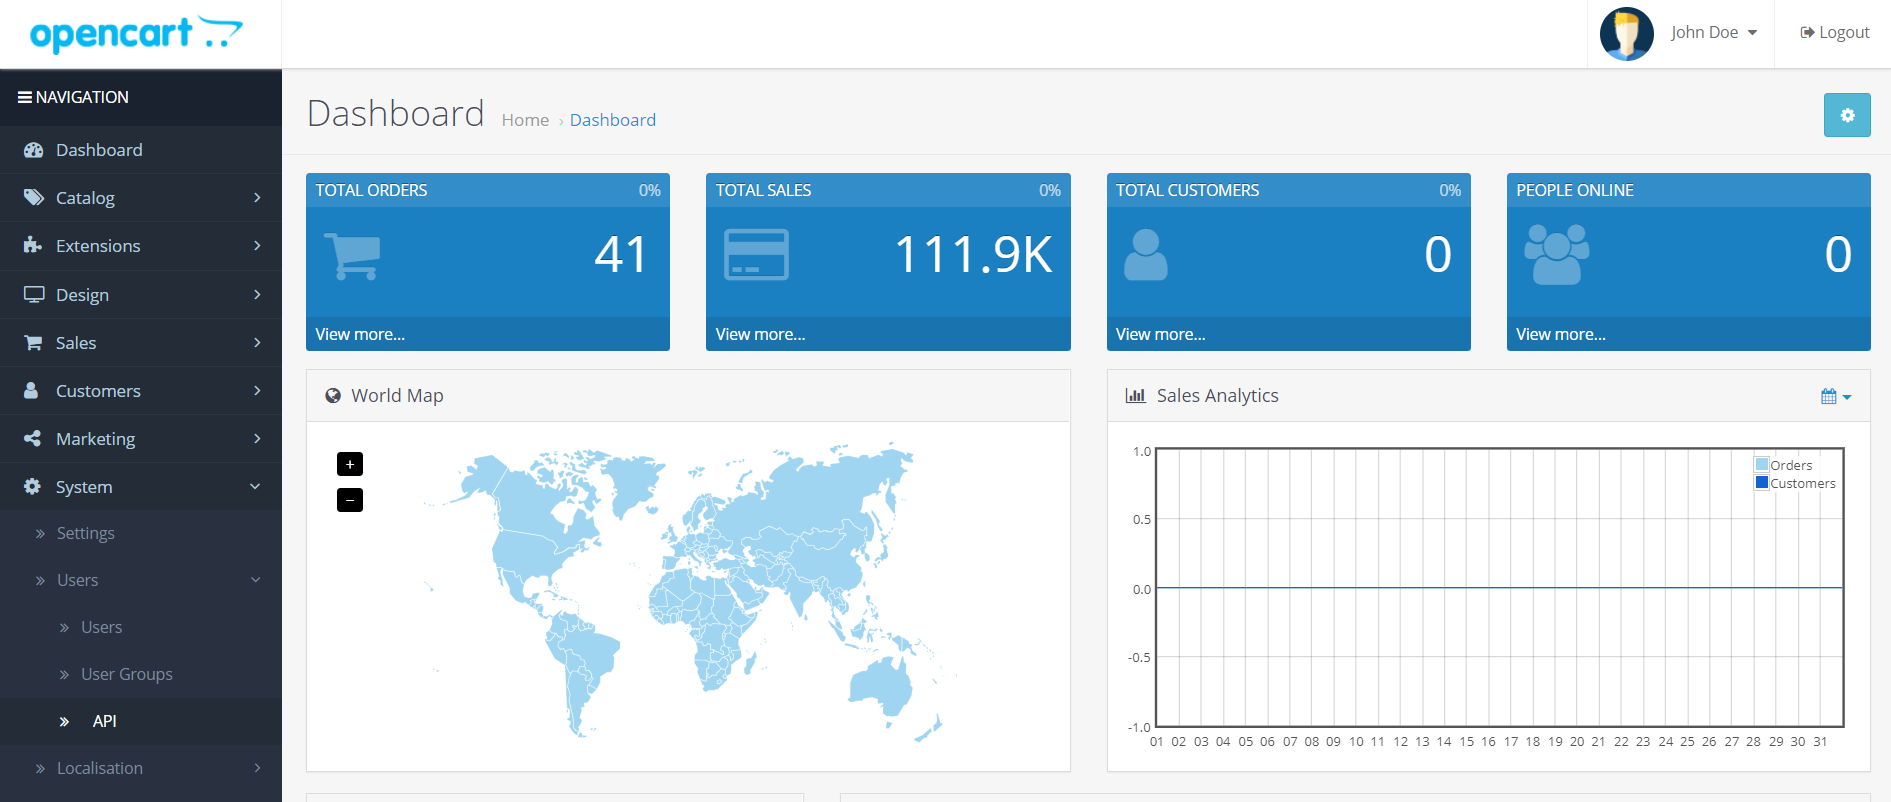 opencart
John Doe
Logout
NAVIGATION
Dashboard
Catalog
Extensions
Design
Sales
Customers
Marketing
System
Settings
Users
Users
User Groups
API
Localisation
Dashboard
Home › Dashboard
TOTAL ORDERS 0%
41
View more...
TOTAL SALES 0%
111.9K
View more...
TOTAL CUSTOMERS 0%
0
View more...
PEOPLE ONLINE
0
View more...
World Map
+
−
Sales Analytics
Orders
Customers
1.0
0.5
0.0
-0.5
-1.0
01 02 03 04 05 06 07 08 09 10 11 12 13 14 15 16 17 18 19 20 21 22 23 24 25 26 27 28 29 30 31